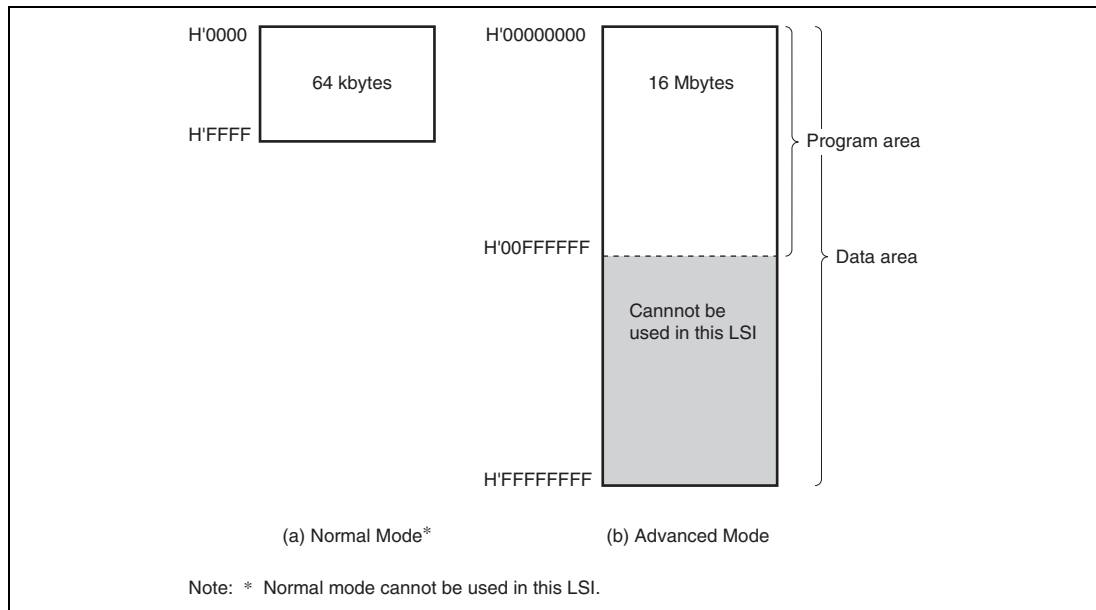 H'0000
64 kbytes
H'FFFF
H'00000000
16 Mbytes
Program area
H'00FFFFFF
Data area
Cannnot be
used in this LSI
H'FFFFFFFF
(a) Normal Mode*
(b) Advanced Mode
Note: * Normal mode cannot be used in this LSI.